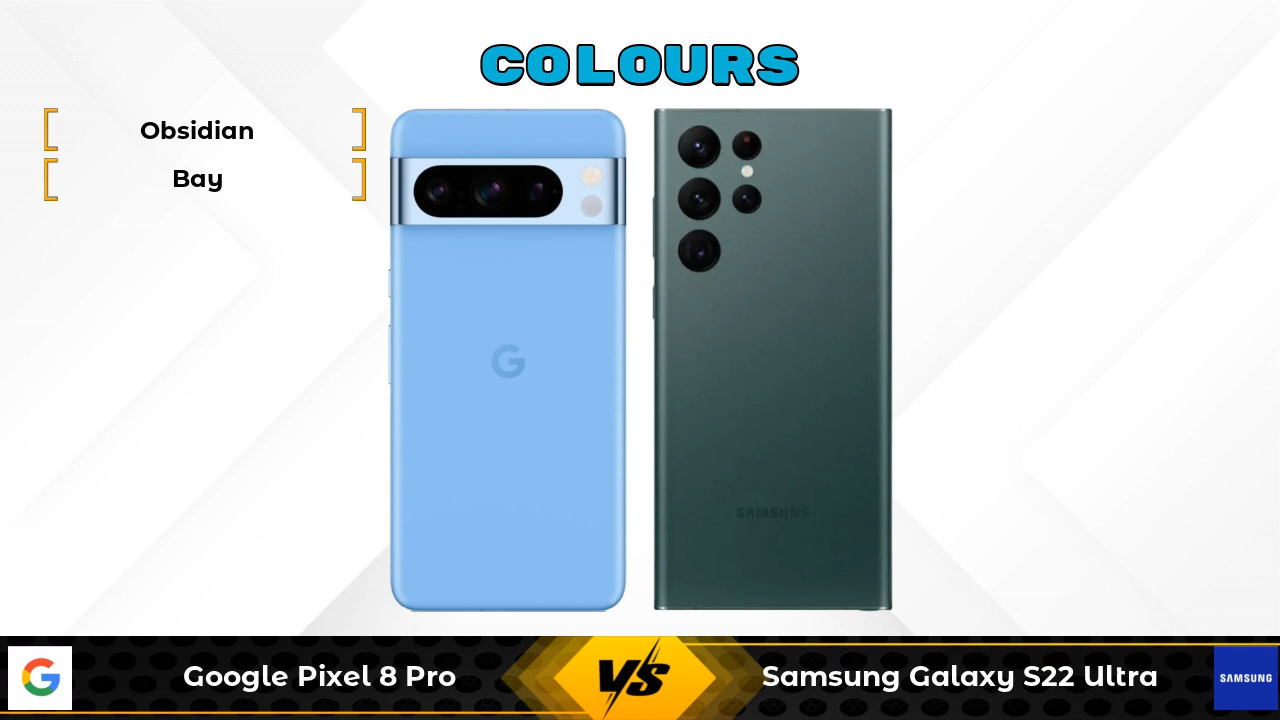 COLOURS
Obsidian
Bay
G
SAMSUNG
Google Pixel 8 Pro
VS
Samsung Galaxy S22 Ultra
SAMSUNG